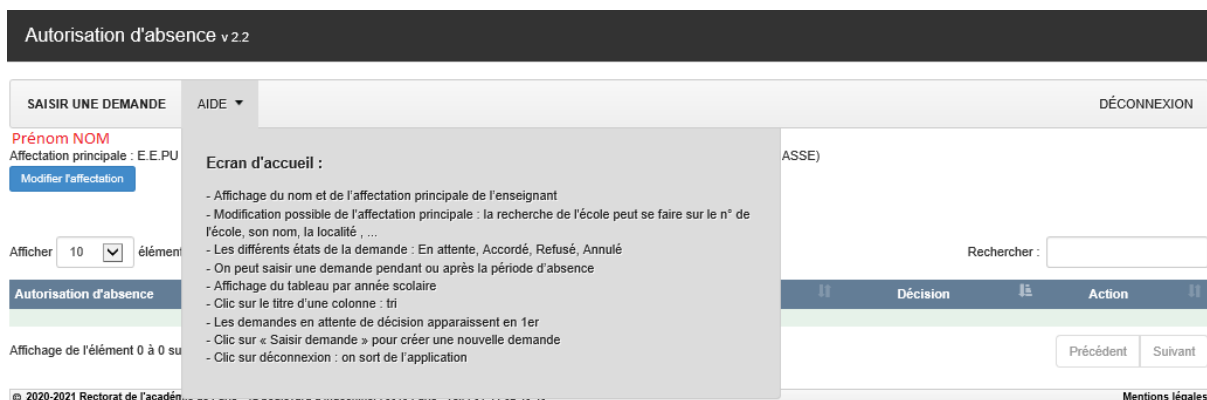 Autorisation d'absence v 2.2
SAISIR UNE DEMANDE AIDE DÉCONNEXION
Prénom NOM
Affectation principale : E.E.PU ASSE)
Modifier l'affectation
Ecran d'accueil :
- Affichage du nom et de l'affectation principale de l'enseignant
- Modification possible de l'affectation principale : la recherche de l'école peut se faire sur le n° de
l'école, son nom, la localité , ...
- Les différents états de la demande : En attente, Accordé, Refusé, Annulé
- On peut saisir une demande pendant ou après la période d'absence
- Affichage du tableau par année scolaire
- Clic sur le titre d'une colonne : tri
- Les demandes en attente de décision apparaissent en 1er
- Clic sur « Saisir demande » pour créer une nouvelle demande
- Clic sur déconnexion : on sort de l'application
Afficher 10 élément Rechercher :
Autorisation d'absence Décision Action
Affichage de l'élément 0 à 0 su Précédent Suivant
© 2020-2021 Rectorat de l'académ Mentions légales